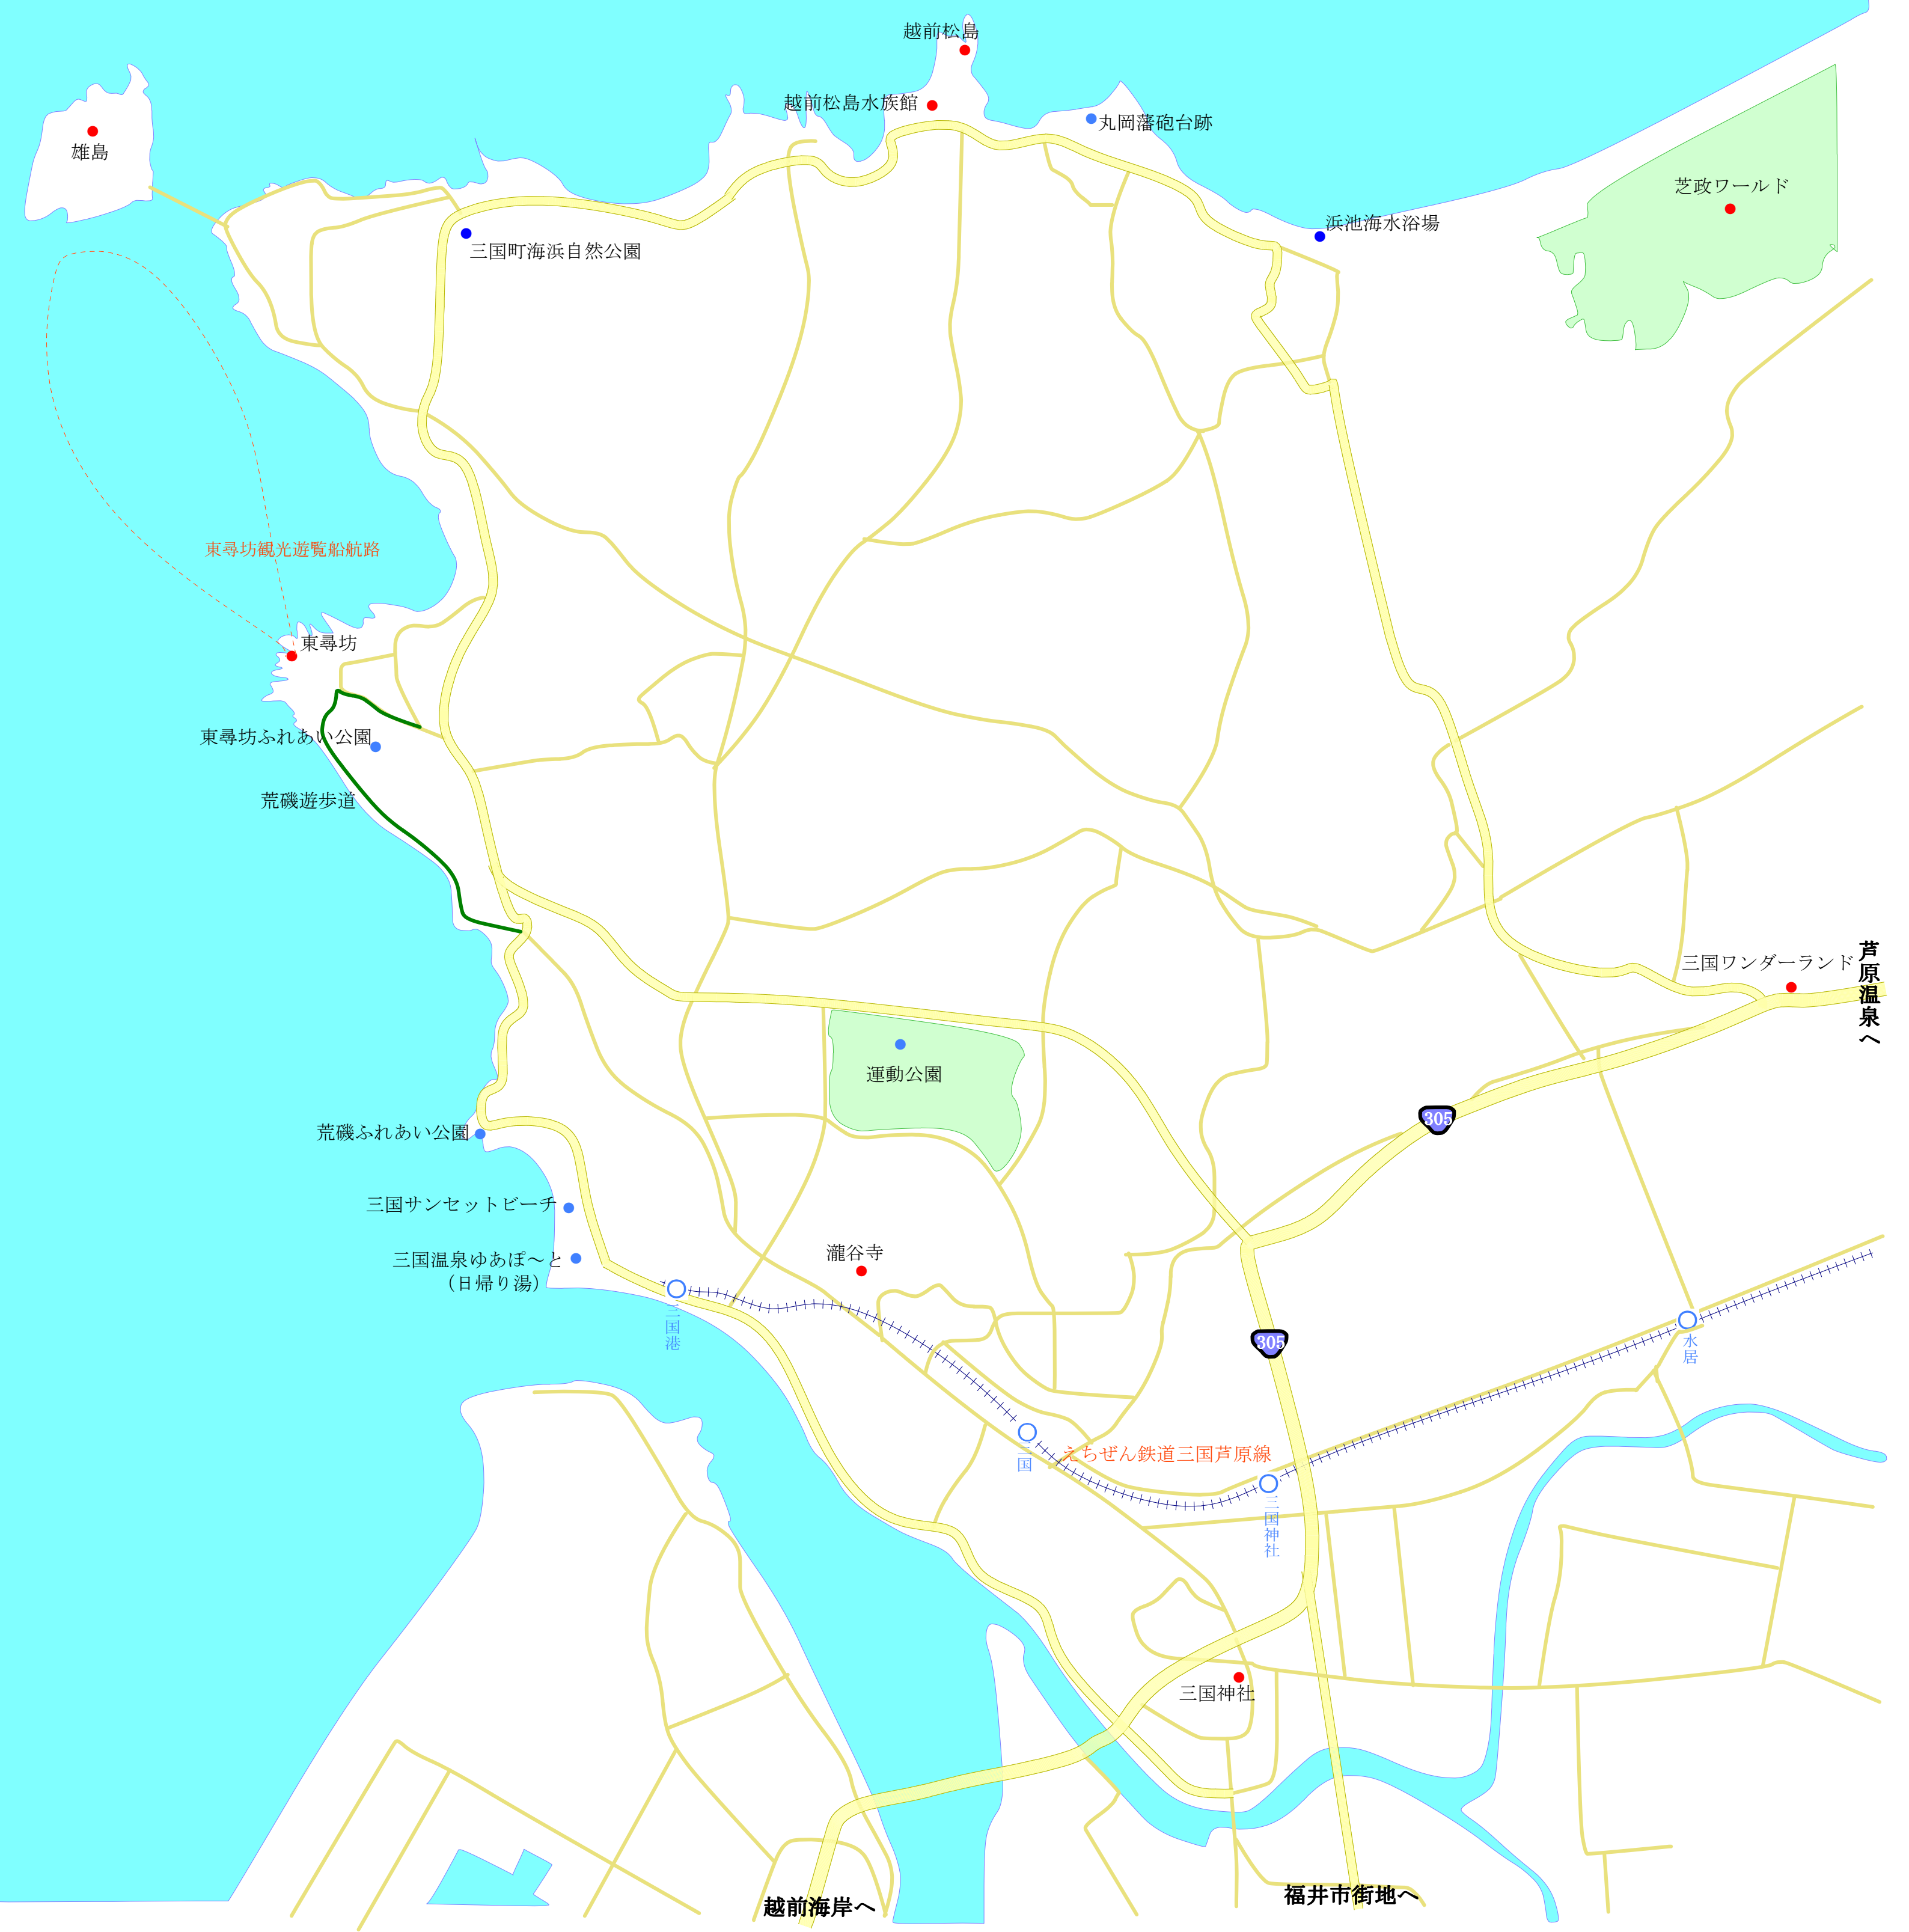 越前松島
越前松島水族館
丸岡藩砲台跡
雄島
芝政ワールド
浜池海水浴場
三国町海浜自然公園
東尋坊観光遊覧船航路
東尋坊
東尋坊ふれあい公園
荒磯遊歩道
三国ワンダーランド
芦原温泉へ
運動公園
305
荒磯ふれあい公園
三国サンセットビーチ
三国温泉ゆあぽ～と
（日帰り湯）
瀧谷寺
三国港
305
水居
三国
えちぜん鉄道三国芦原線
三国神社
三国神社
越前海岸へ
福井市街地へ